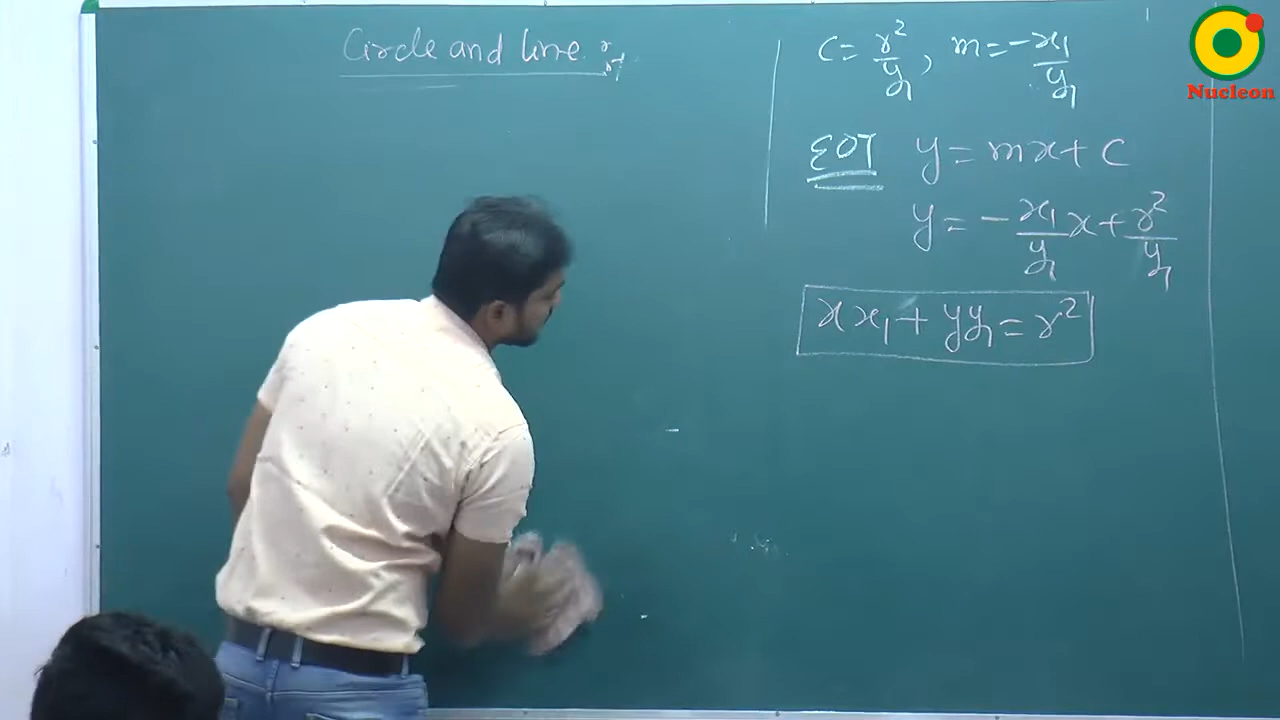 Circle and line
c = r²/y₁, m = -x₁/y₁
EOT y = mx + c
y = -x₁/y₁ x + r²/y₁
xx₁ + yy₁ = r²
Nucleon